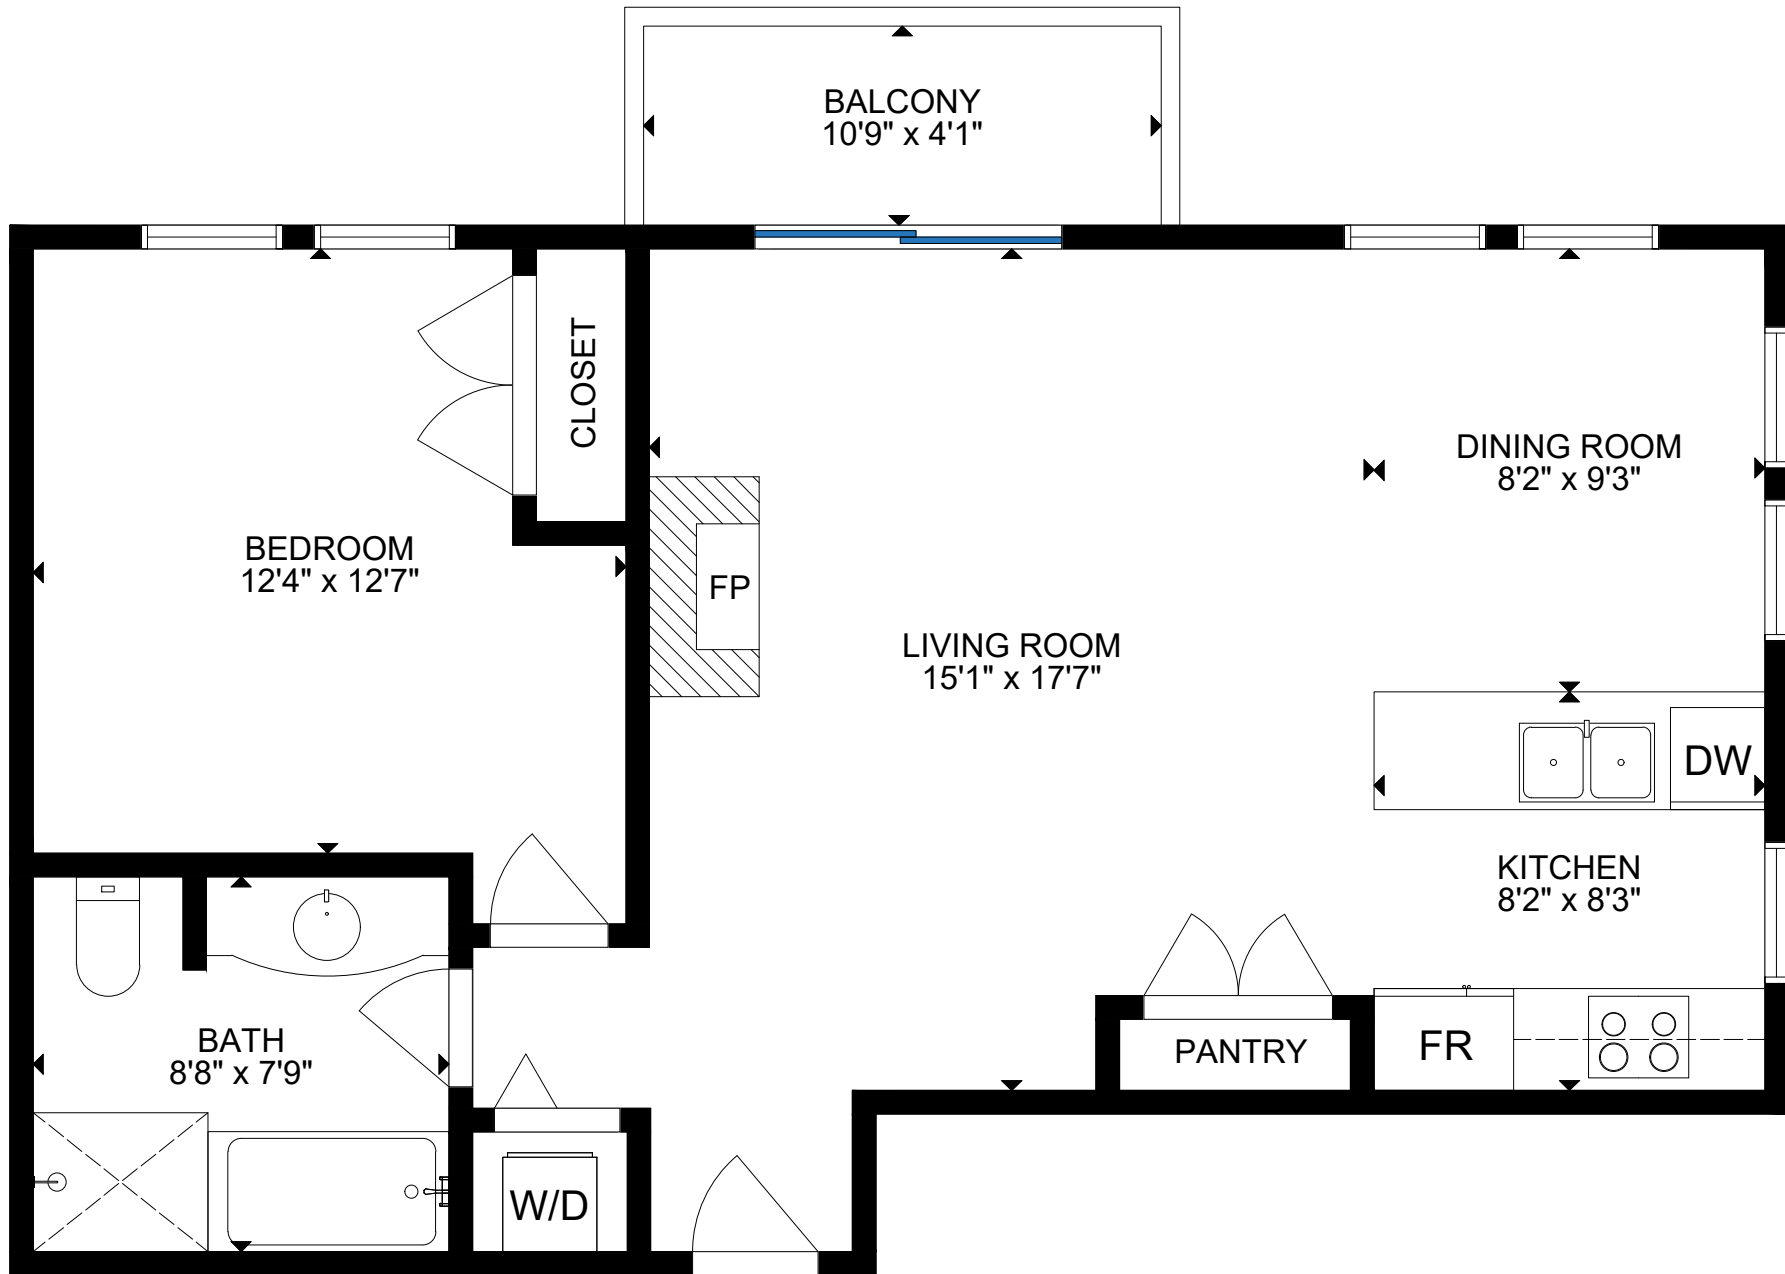 BALCONY
10'9" x 4'1"
CLOSET
DINING ROOM
8'2" x 9'3"
BEDROOM
12'4" x 12'7"
FP
LIVING ROOM
15'1" x 17'7"
DW
KITCHEN
8'2" x 8'3"
BATH
8'8" x 7'9"
PANTRY
FR
W/D